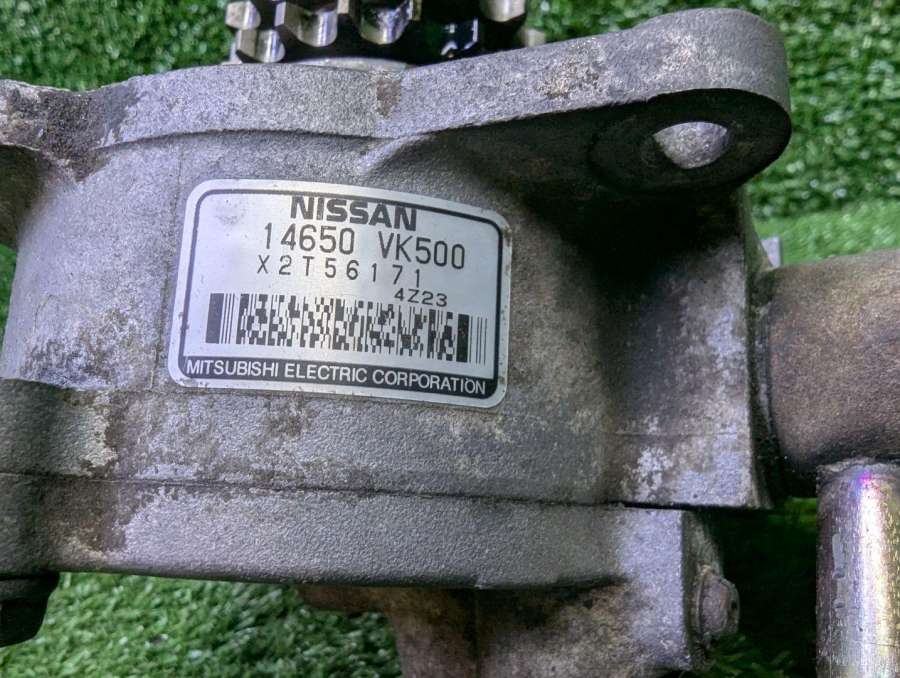 NISSAN
14650 VK500
X2T56171
4Z23
MITSUBISHI ELECTRIC CORPORATION